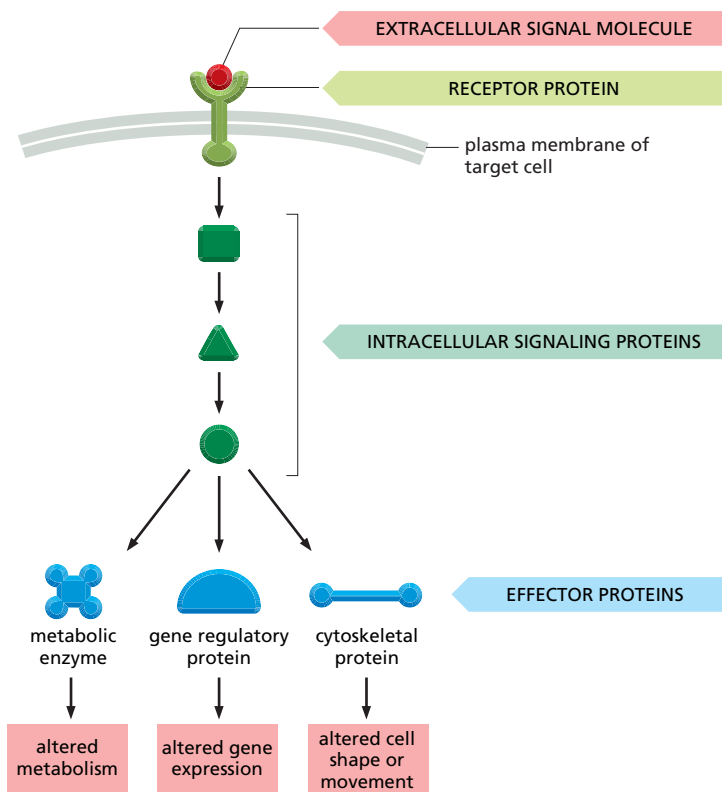 EXTRACELLULAR SIGNAL MOLECULE
RECEPTOR PROTEIN
plasma membrane of
target cell
INTRACELLULAR SIGNALING PROTEINS
EFFECTOR PROTEINS
metabolic
enzyme
gene regulatory
protein
cytoskeletal
protein
altered
metabolism
altered gene
expression
altered cell
shape or
movement